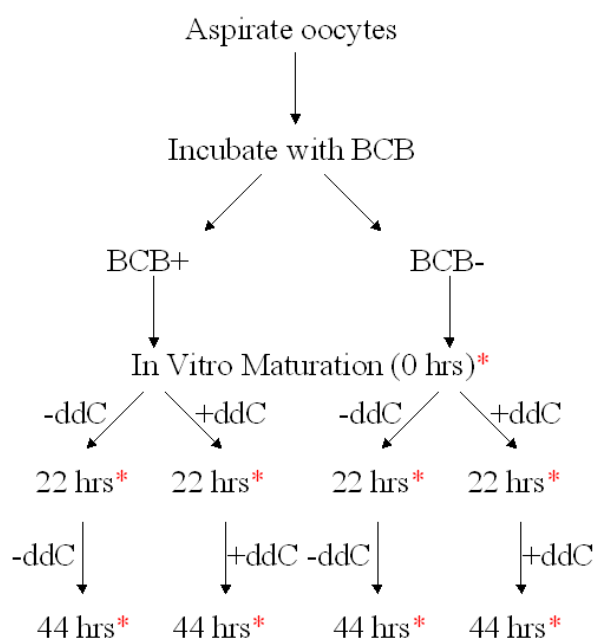 Aspirate oocytes
Incubate with BCB
BCB+ BCB-
In Vitro Maturation (0 hrs)*
-ddC +ddC -ddC +ddC
22 hrs* 22 hrs* 22 hrs* 22 hrs*
-ddC +ddC -ddC +ddC
44 hrs* 44 hrs* 44 hrs* 44 hrs*